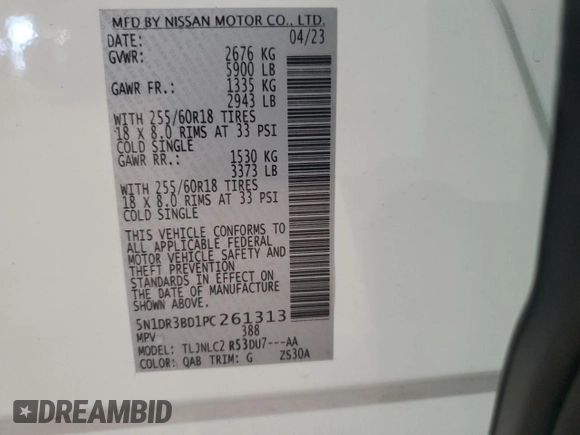 MFD BY NISSAN MOTOR CO., LTD.
DATE: 04/23
GVWR: 2676 KG
5900 LB
GAWR FR.: 1335 KG
2943 LB
WITH 255/60R18 TIRES
18 X 8.0 RIMS AT 33 PSI
COLD SINGLE
GAWR RR.: 1530 KG
3373 LB
WITH 255/60R18 TIRES
18 X 8.0 RIMS AT 33 PSI
COLD SINGLE
THIS VEHICLE CONFORMS TO
ALL APPLICABLE FEDERAL
MOTOR VEHICLE SAFETY AND
THEFT PREVENTION
STANDARDS IN EFFECT ON
THE DATE OF MANUFACTURE
SHOWN ABOVE.
5N1DR3BD1PC261313
MPV 388
MODEL: TLJNLC2 R53DU7---AA
COLOR: QAB TRIM: G ZS30A
DREAMBID